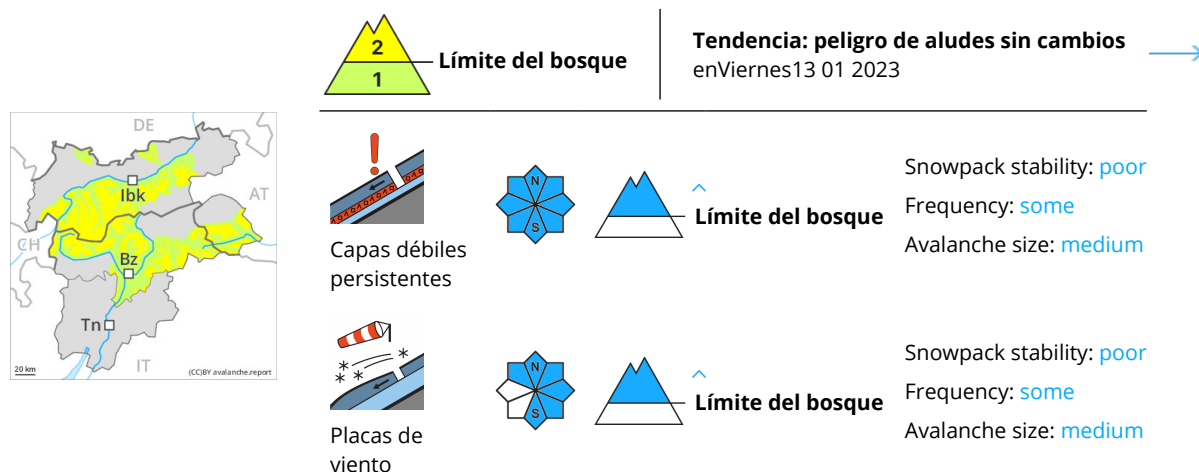 2
1
Límite del bosque
Tendencia: peligro de aludes sin cambios
enViernes13 01 2023
DE
AT
CH
IT
Ibk
Bz
Tn
20 km
(CC)BY avalanche.report
N
S
Límite del bosque
Snowpack stability: poor
Frequency: some
Avalanche size: medium
Capas débiles
persistentes
N
S
Límite del bosque
Snowpack stability: poor
Frequency: some
Avalanche size: medium
Placas de
viento